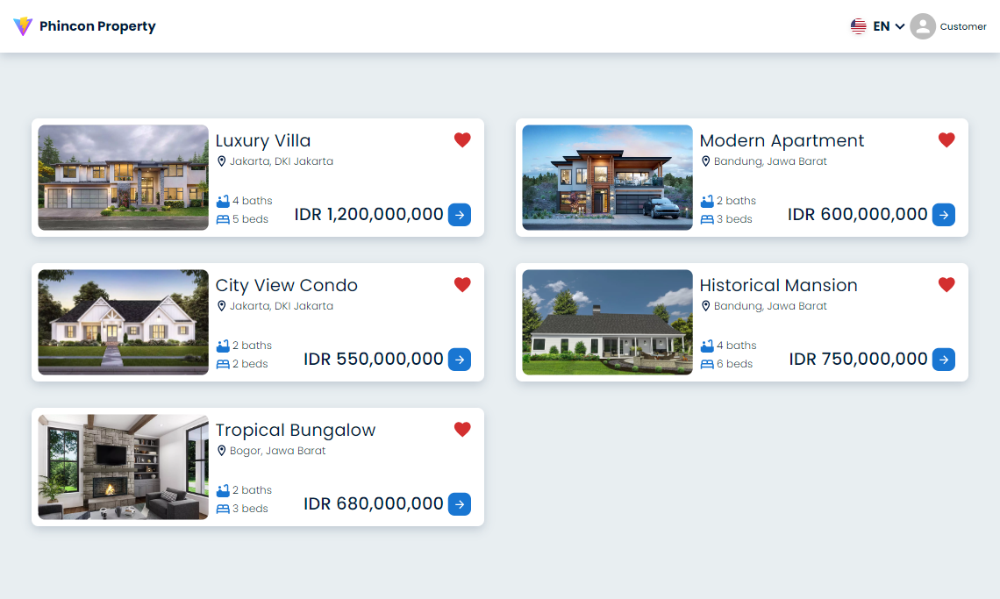 Phincon Property
EN
Customer
Luxury Villa
Jakarta, DKI Jakarta
4 baths
5 beds
IDR 1,200,000,000
Modern Apartment
Bandung, Jawa Barat
2 baths
3 beds
IDR 600,000,000
City View Condo
Jakarta, DKI Jakarta
2 baths
2 beds
IDR 550,000,000
Historical Mansion
Bandung, Jawa Barat
4 baths
6 beds
IDR 750,000,000
Tropical Bungalow
Bogor, Jawa Barat
2 baths
3 beds
IDR 680,000,000